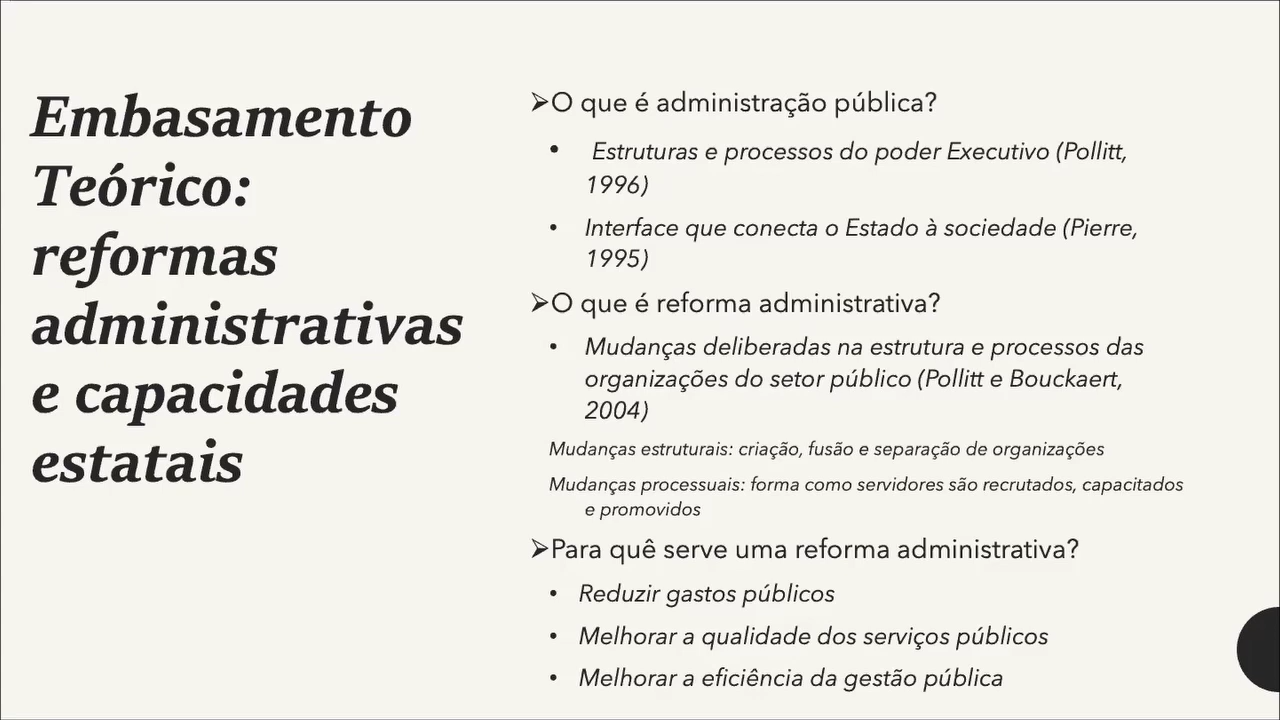 Embasamento
Teórico:
reformas
administrativas
e capacidades
estatais
➢O que é administração pública?
• Estruturas e processos do poder Executivo (Pollitt,
1996)
• Interface que conecta o Estado à sociedade (Pierre,
1995)
➢O que é reforma administrativa?
• Mudanças deliberadas na estrutura e processos das
organizações do setor público (Pollitt e Bouckaert,
2004)
Mudanças estruturais: criação, fusão e separação de organizações
Mudanças processuais: forma como servidores são recrutados, capacitados
e promovidos
➢Para quê serve uma reforma administrativa?
• Reduzir gastos públicos
• Melhorar a qualidade dos serviços públicos
• Melhorar a eficiência da gestão pública